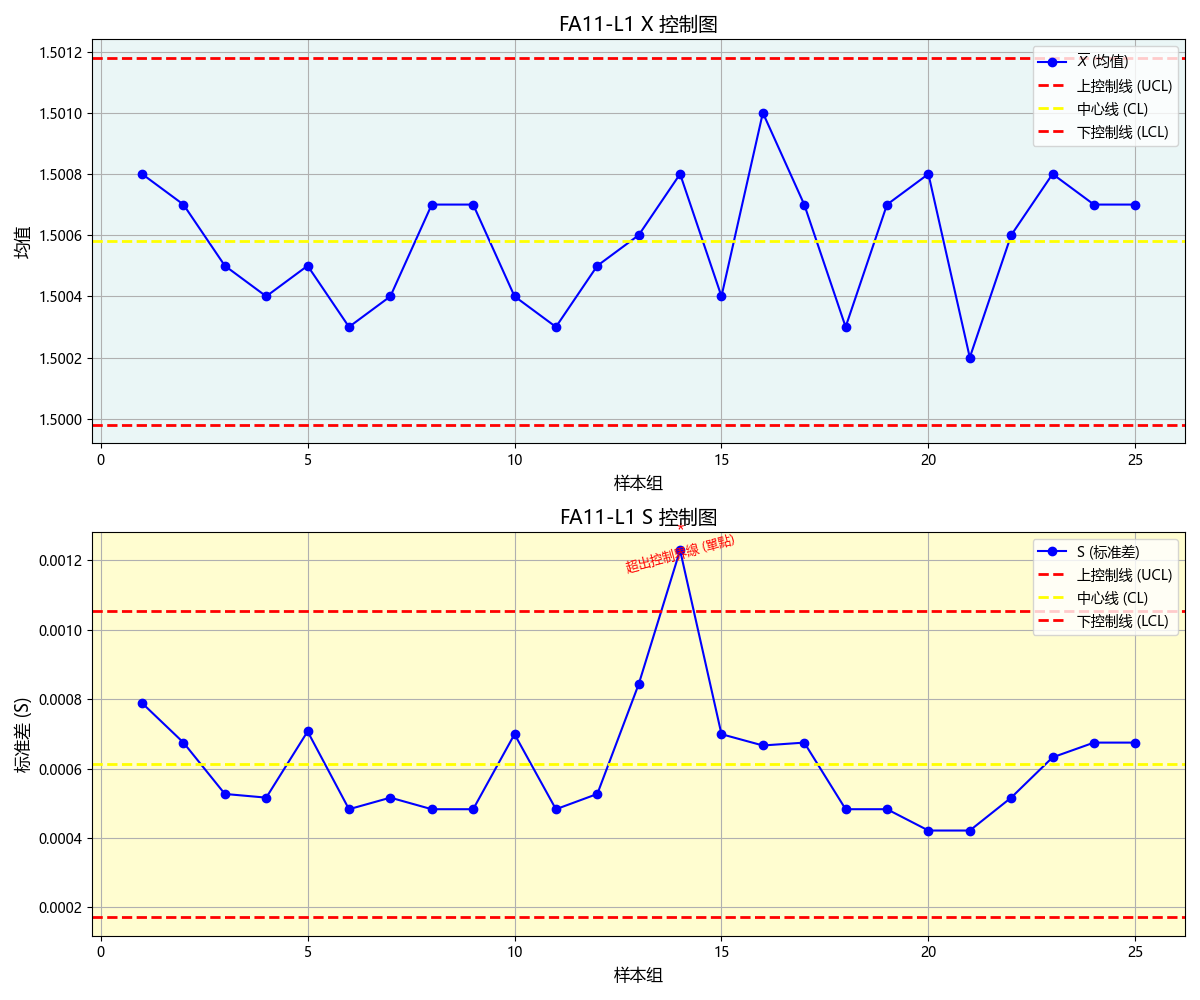 FA11-L1 X 控制图
1.5012
1.5010
1.5008
1.5006
1.5004
1.5002
1.5000
均值
X (均值)
上控制线 (UCL)
中心线 (CL)
下控制线 (LCL)
0 5 10 15 20 25
样本组
FA11-L1 S 控制图
*
超出控制界線 (單點)
0.0012
0.0010
0.0008
0.0006
0.0004
0.0002
标准差 (S)
S (标准差)
上控制线 (UCL)
中心线 (CL)
下控制线 (LCL)
0 5 10 15 20 25
样本组